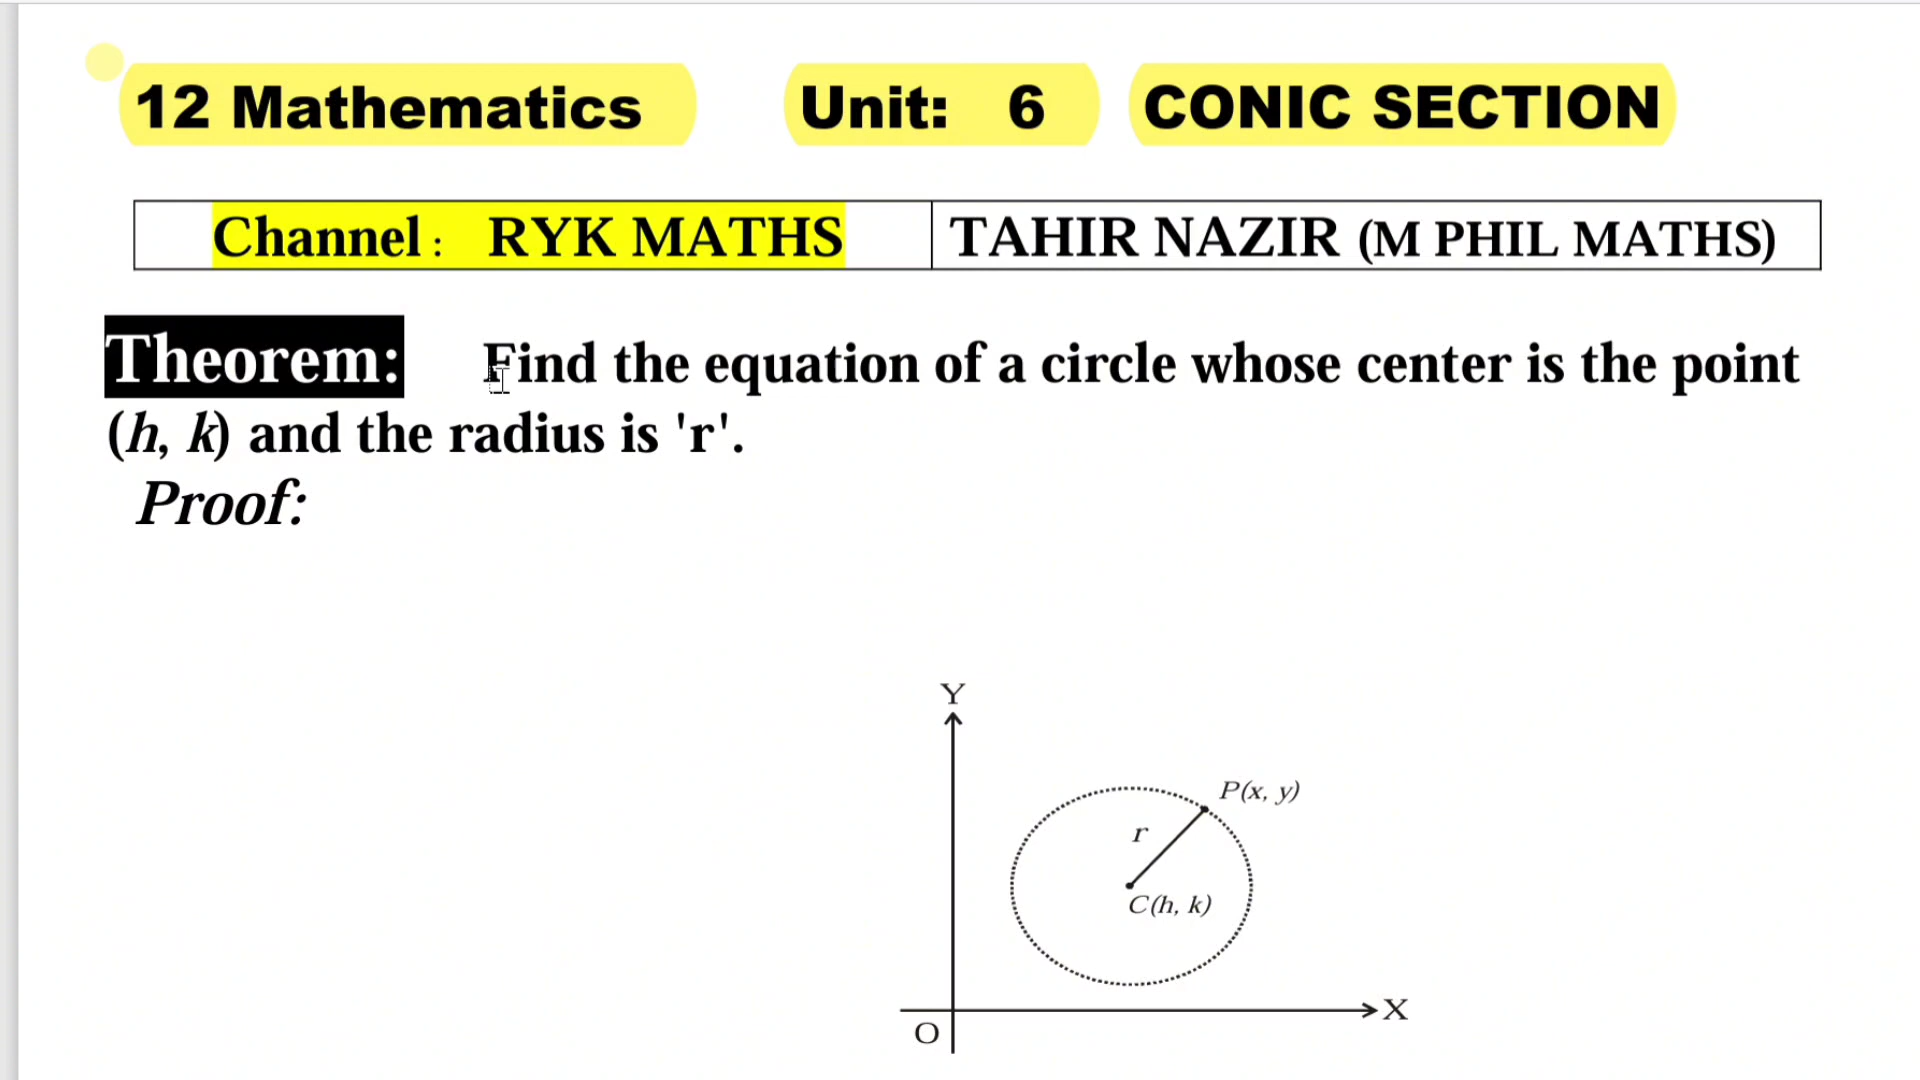 12 Mathematics Unit: 6 CONIC SECTION
Channel : RYK MATHS TAHIR NAZIR (M PHIL MATHS)
Theorem: Find the equation of a circle whose center is the point
(h, k) and the radius is 'r'.
Proof:
Y
P(x, y)
r
C(h, k)
X
O